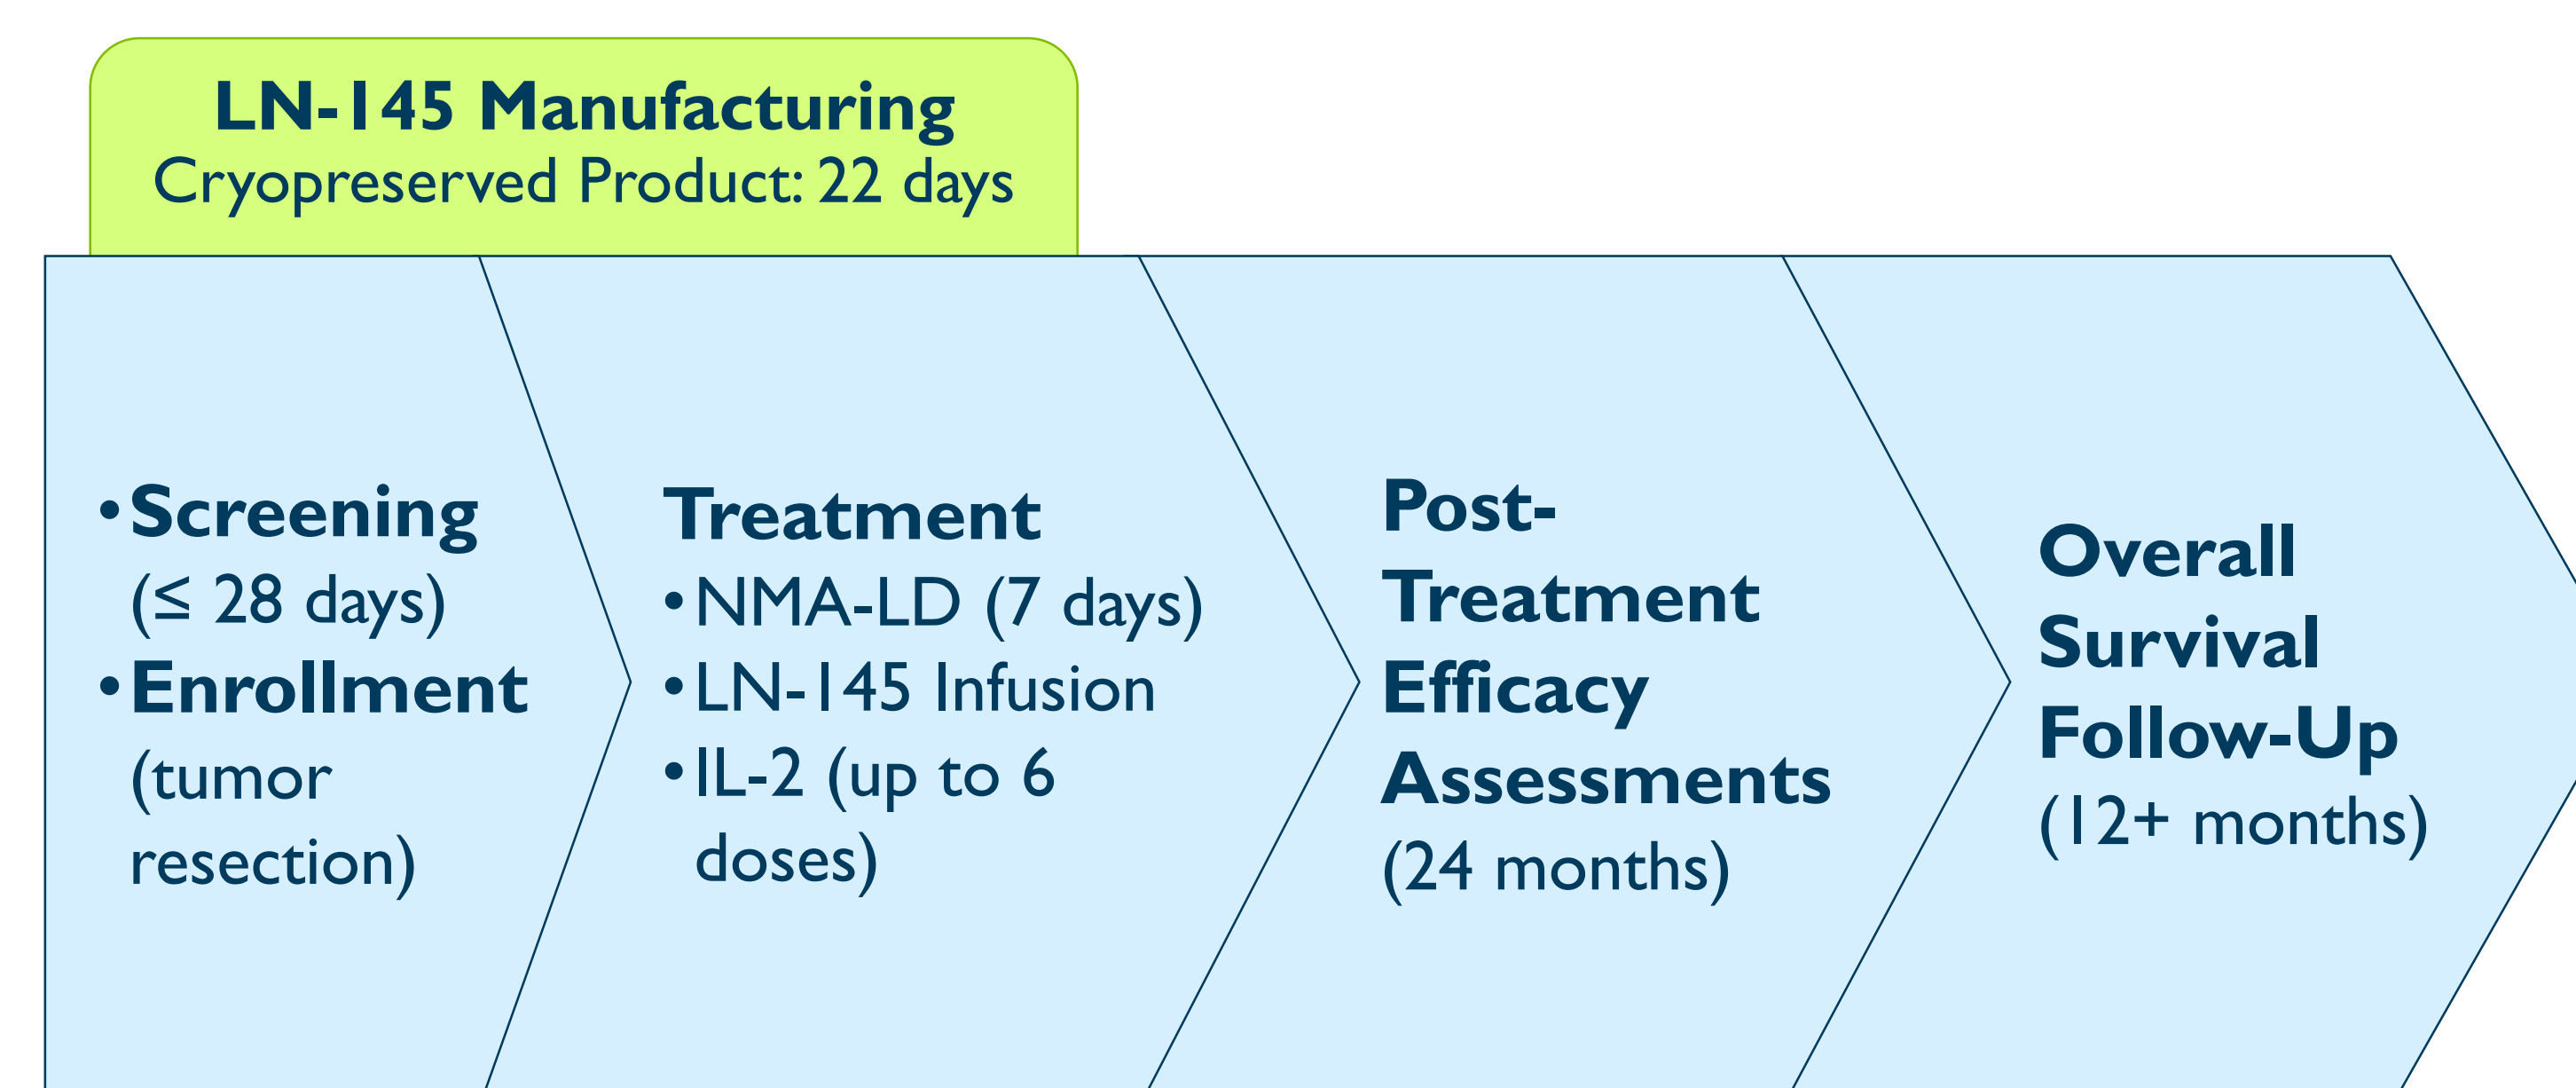 LN-145 Manufacturing
Cryopreserved Product: 22 days
•Screening
(≤ 28 days)
•Enrollment
(tumor
resection)
Treatment
•NMA-LD (7 days)
•LN-145 Infusion
•IL-2 (up to 6
doses)
Post-
Treatment
Efficacy
Assessments
(24 months)
Overall
Survival
Follow-Up
(12+ months)